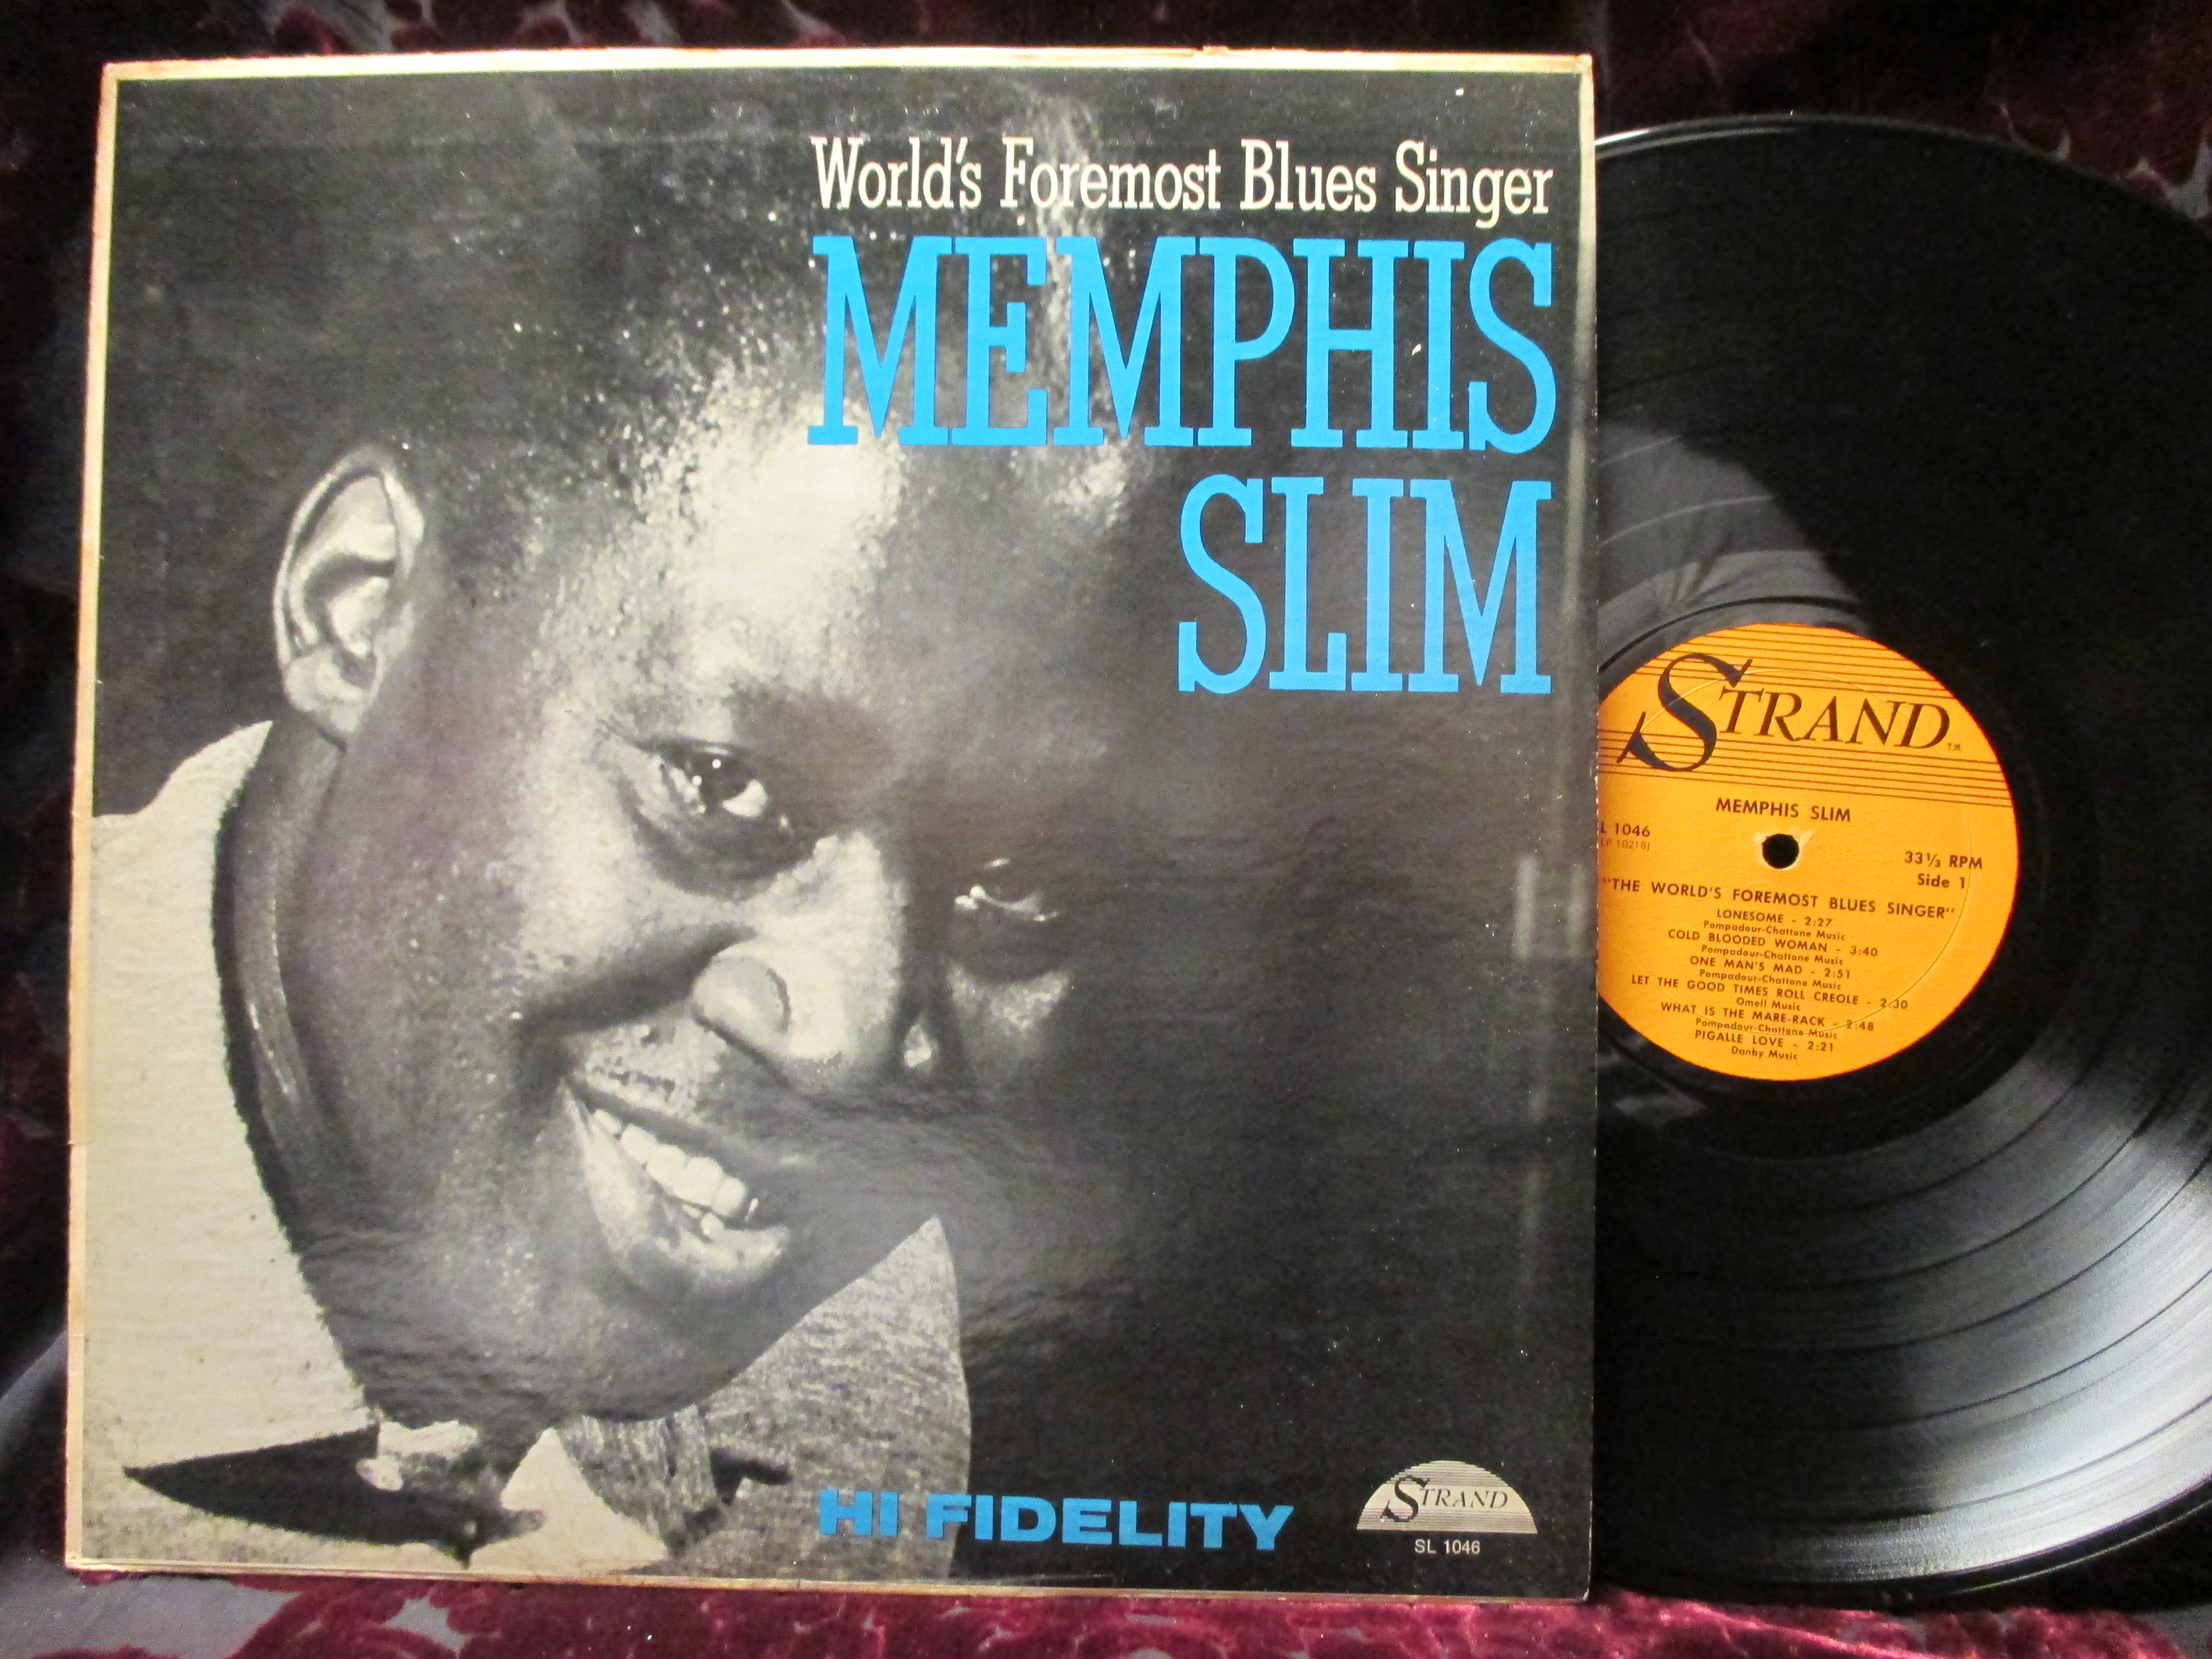 World's Foremost Blues Singer
MEMPHIS
SLIM
HI FIDELITY
STRAND
SL 1046
STRAND T.M.
MEMPHIS SLIM
L 1046
LP 10218)
33⅓ RPM
Side 1
"THE WORLD'S FOREMOST BLUES SINGER"
LONESOME - 2:27
Pompadour-Chattone Music
COLD BLOODED WOMAN - 3:40
Pompadour-Chattone Music
ONE MAN'S MAD - 2:51
Pompadour-Chattone Music
LET THE GOOD TIMES ROLL CREOLE - 2:30
Omell Music
WHAT IS THE MARE-RACK - 2:48
Pompadour-Chattone Music
PIGALLE LOVE - 2:21
Danby Music